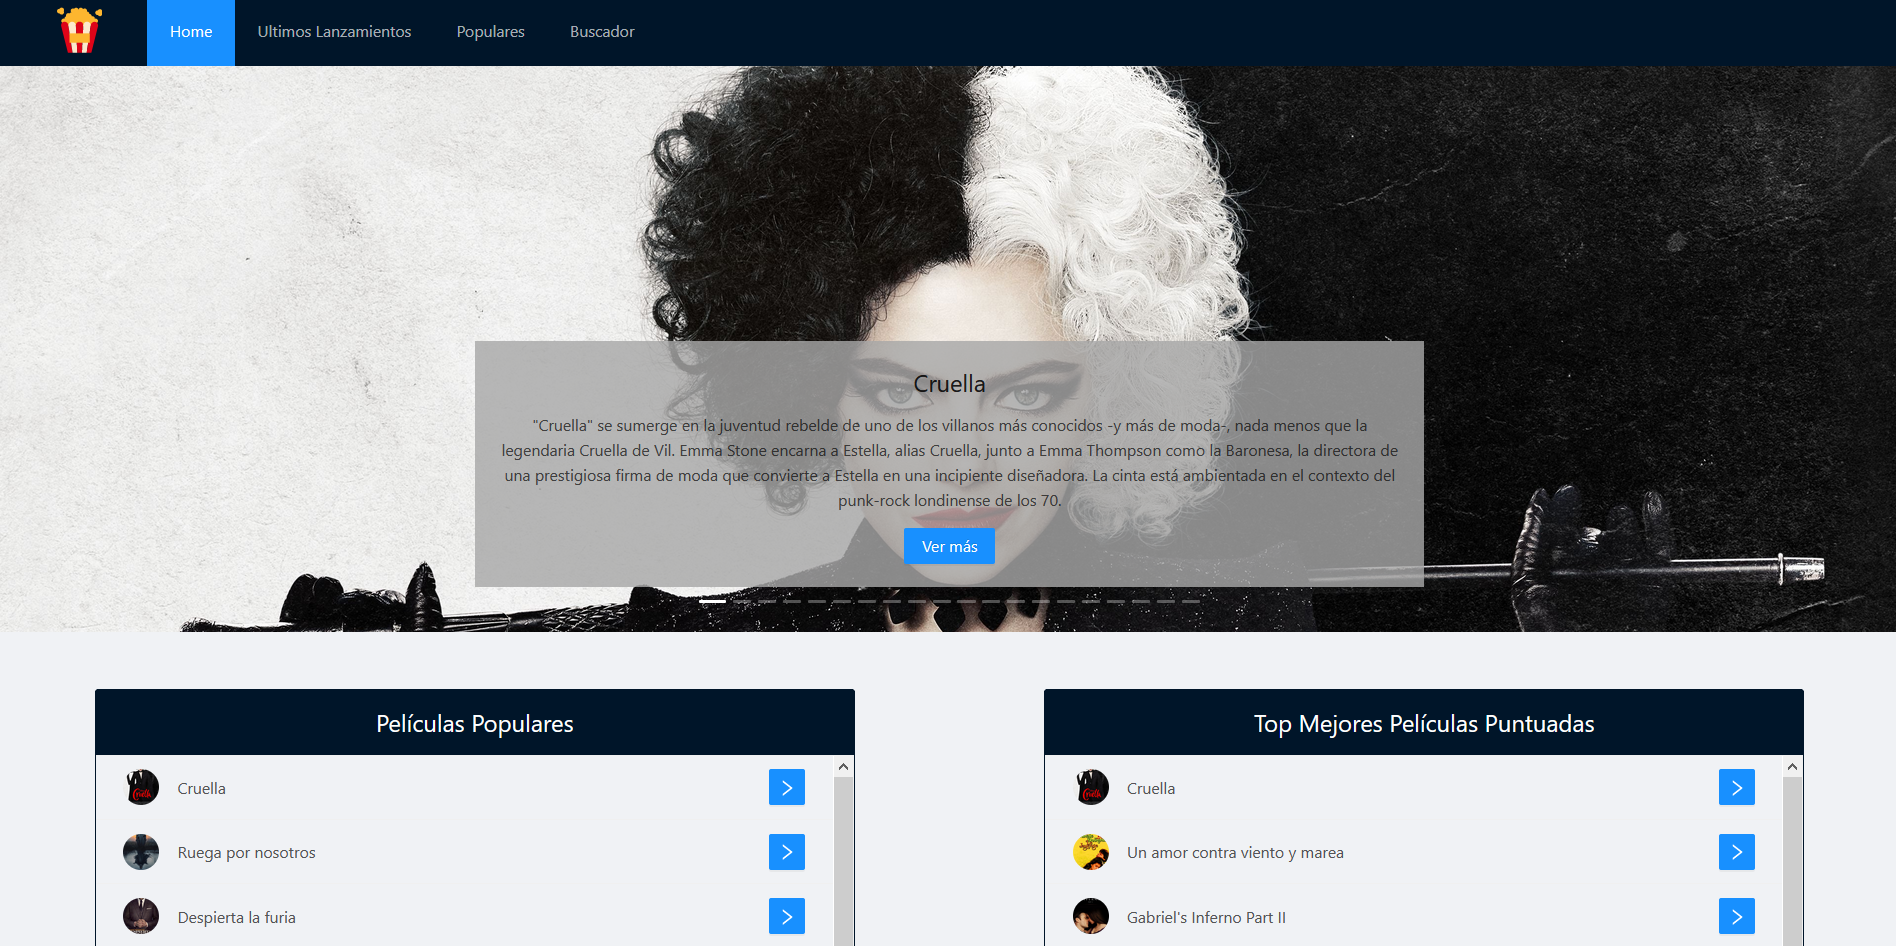 Home
Ultimos Lanzamientos
Populares
Buscador
Cruella
"Cruella" se sumerge en la juventud rebelde de uno de los villanos más conocidos -y más de moda-, nada menos que la
legendaria Cruella de Vil. Emma Stone encarna a Estella, alias Cruella, junto a Emma Thompson como la Baronesa, la directora de
una prestigiosa firma de moda que convierte a Estella en una incipiente diseñadora. La cinta está ambientada en el contexto del
punk-rock londinense de los 70.
Ver más
Películas Populares
Cruella
Ruega por nosotros
Despierta la furia
Top Mejores Películas Puntuadas
Cruella
Un amor contra viento y marea
Gabriel's Inferno Part II